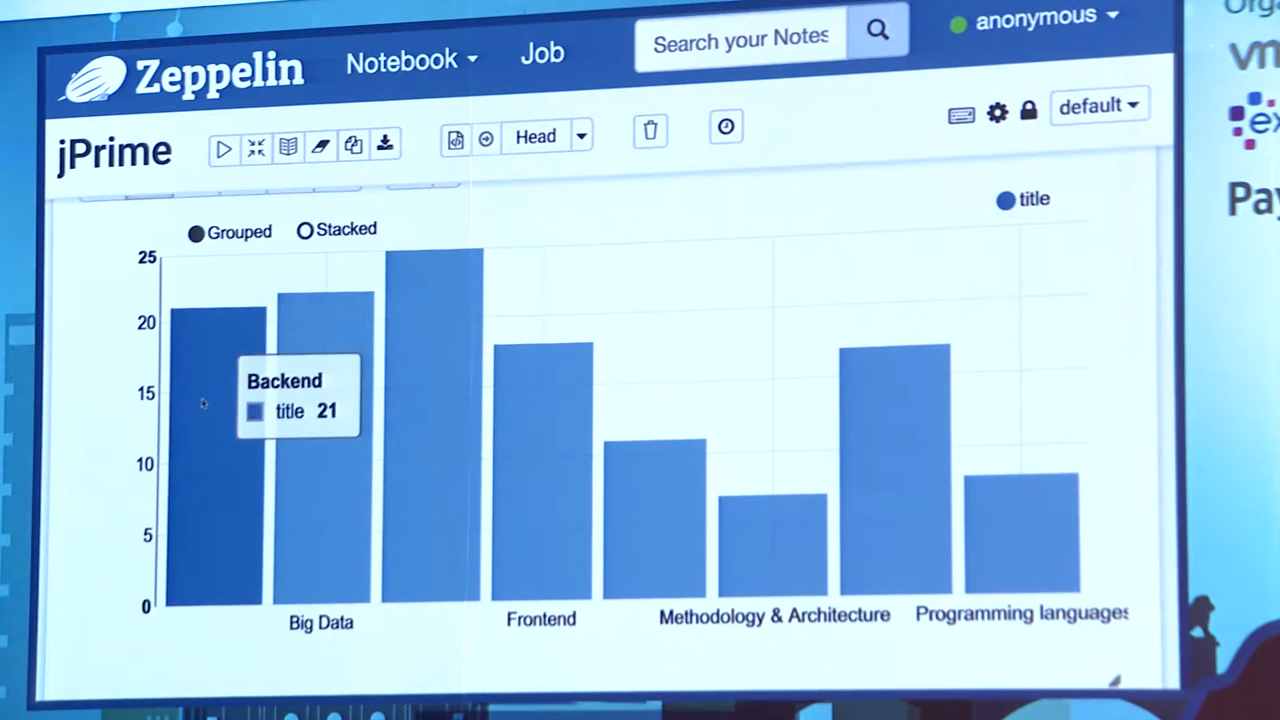 Zeppelin Notebook Job Search your Notes anonymous
jPrime Head default
Grouped Stacked title
25
20
15
10
5
0
Backend
title 21
Big Data Frontend Methodology & Architecture Programming languages